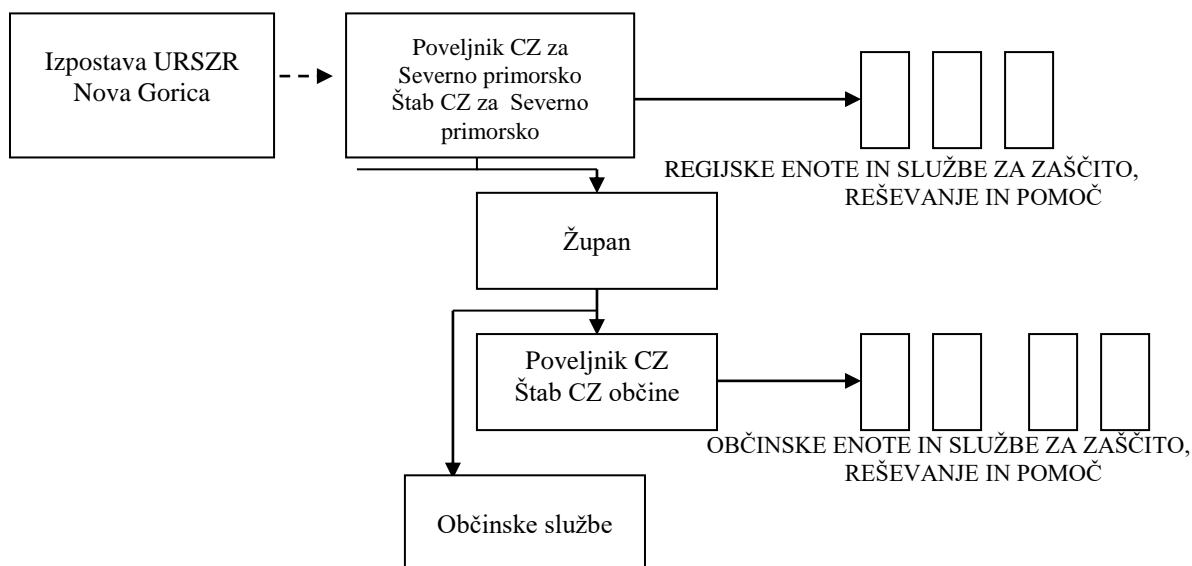 Izpostava URSZR
Nova Gorica
Poveljnik CZ za
Severno primorsko
Štab CZ za Severno
primorsko
REGIJSKE ENOTE IN SLUŽBE ZA ZAŠČITO,
REŠEVANJE IN POMOČ
Župan
Poveljnik CZ
Štab CZ občine
OBČINSKE ENOTE IN SLUŽBE ZA ZAŠČITO,
REŠEVANJE IN POMOČ
Občinske službe